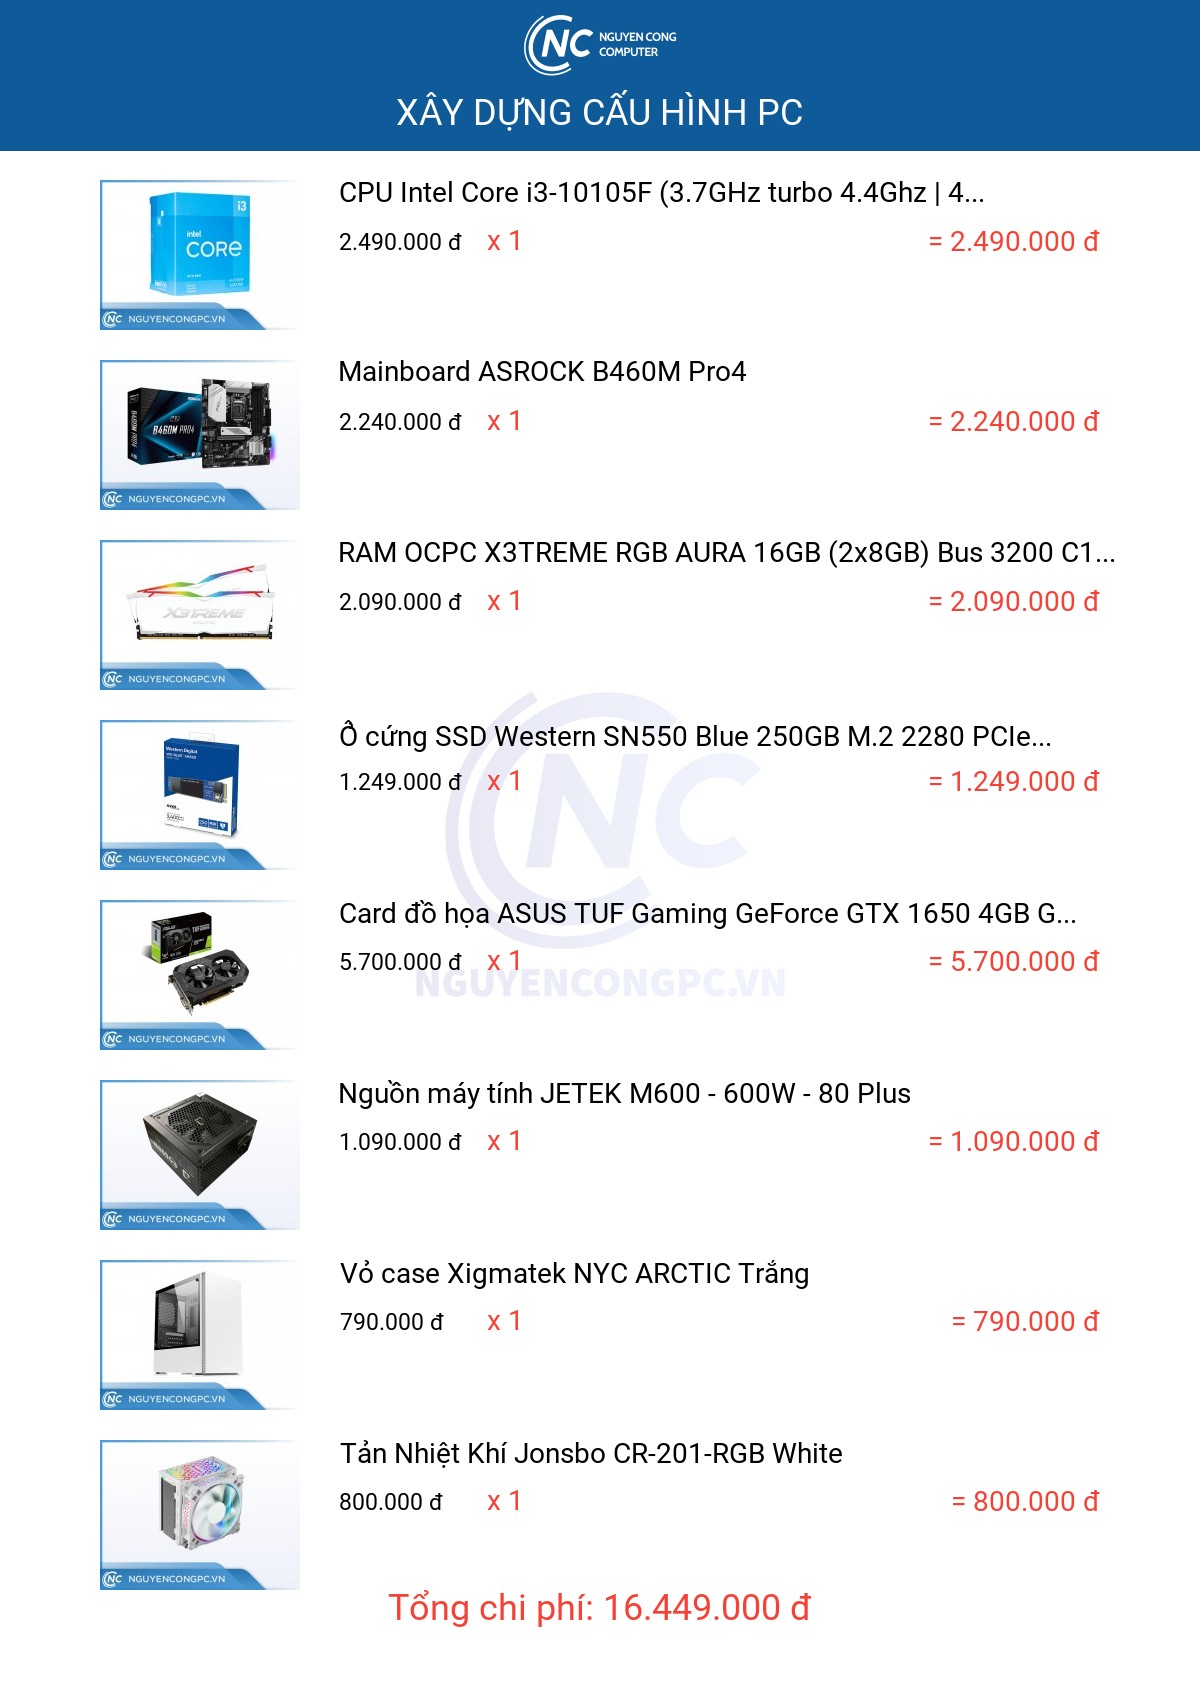 NC NGUYEN CONG
COMPUTER
XÂY DỰNG CẤU HÌNH PC
CPU Intel Core i3-10105F (3.7GHz turbo 4.4Ghz | 4...
2.490.000 đ x 1 = 2.490.000 đ
i3
intel
CORE
NC NGUYENCONGPC.VN
Mainboard ASROCK B460M Pro4
2.240.000 đ x 1 = 2.240.000 đ
B460M PRO4
B460M PRO4
NC NGUYENCONGPC.VN
RAM OCPC X3TREME RGB AURA 16GB (2x8GB) Bus 3200 C1...
2.090.000 đ x 1 = 2.090.000 đ
X3TREME
NC NGUYENCONGPC.VN
Ổ cứng SSD Western SN550 Blue 250GB M.2 2280 PCIe...
1.249.000 đ x 1 = 1.249.000 đ
Western Digital
NC NGUYENCONGPC.VN
NC
NGUYENCONGPC.VN
Card đồ họa ASUS TUF Gaming GeForce GTX 1650 4GB G...
5.700.000 đ x 1 = 5.700.000 đ
NC NGUYENCONGPC.VN
Nguồn máy tính JETEK M600 - 600W - 80 Plus
1.090.000 đ x 1 = 1.090.000 đ
NC NGUYENCONGPC.VN
Vỏ case Xigmatek NYC ARCTIC Trắng
790.000 đ x 1 = 790.000 đ
NC NGUYENCONGPC.VN
Tản Nhiệt Khí Jonsbo CR-201-RGB White
800.000 đ x 1 = 800.000 đ
NC NGUYENCONGPC.VN
Tổng chi phí: 16.449.000 đ